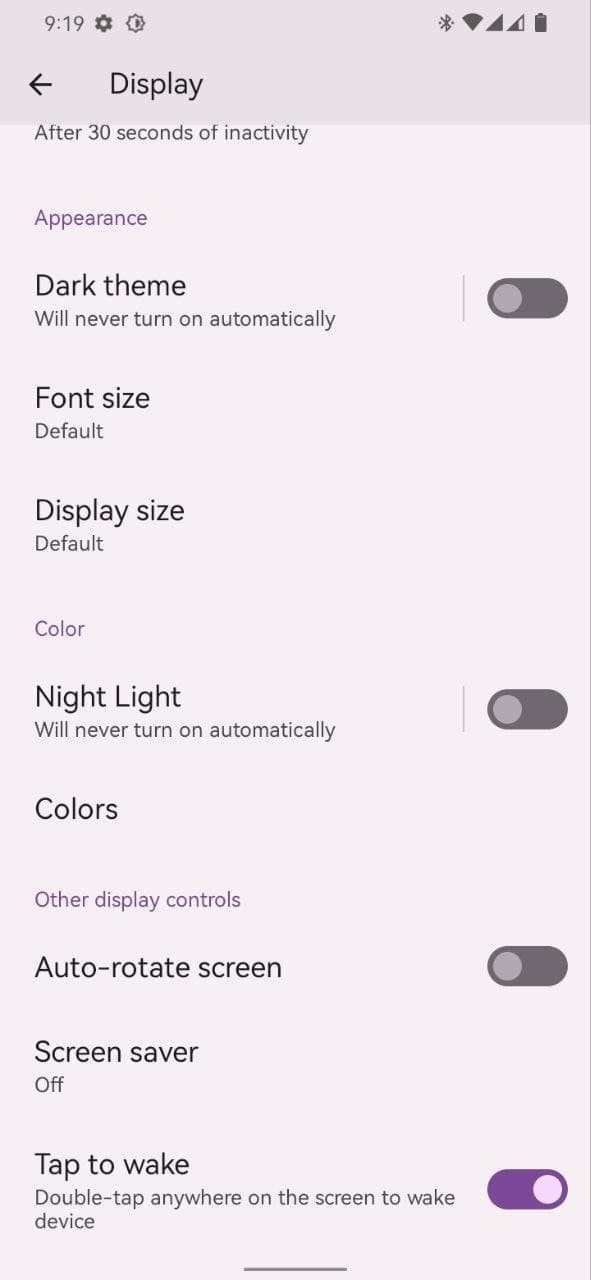 9:19
Display
After 30 seconds of inactivity
Appearance
Dark theme
Will never turn on automatically
Font size
Default
Display size
Default
Color
Night Light
Will never turn on automatically
Colors
Other display controls
Auto-rotate screen
Screen saver
Off
Tap to wake
Double-tap anywhere on the screen to wake
device